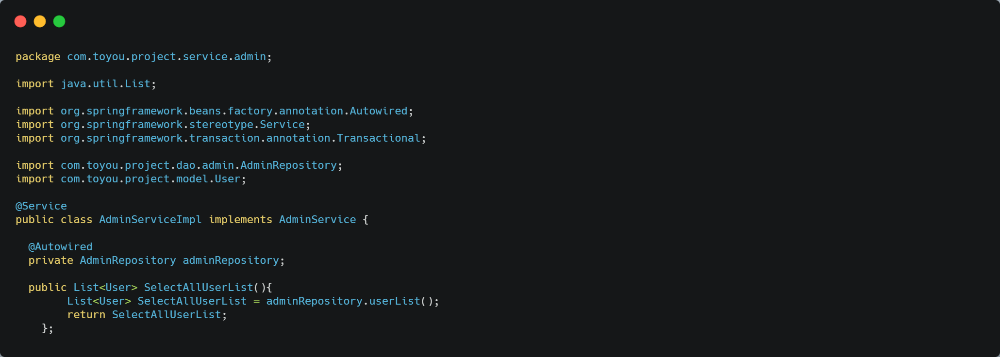 package com.toyou.project.service.admin;
import java.util.List;
import org.springframework.beans.factory.annotation.Autowired;
import org.springframework.stereotype.Service;
import org.springframework.transaction.annotation.Transactional;
import com.toyou.project.dao.admin.AdminRepository;
import com.toyou.project.model.User;
@Service
public class AdminServiceImpl implements AdminService {
@Autowired
private AdminRepository adminRepository;
public List<User> SelectAllUserList(){
List<User> SelectAllUserList = adminRepository.userList();
return SelectAllUserList;
};